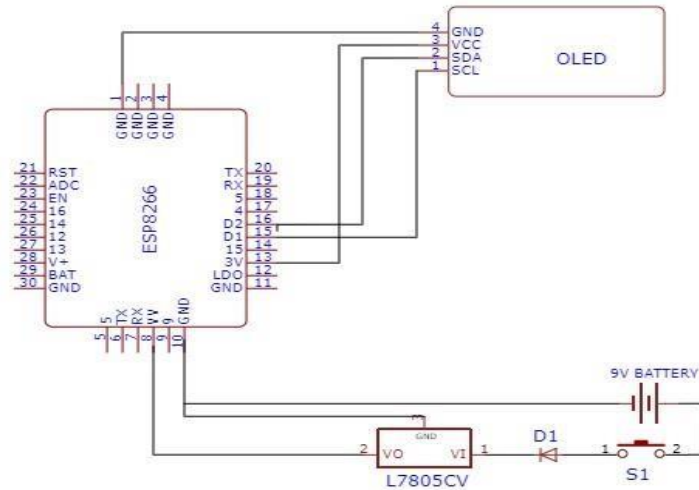 4 GND
3 VCC
2 SDA
1 SCL
OLED
1 2 3 4
GND GND GND GND
21 RST
22 ADC
23 EN
24 16
25 14
26 12
27 13
28 V+
29 BAT
30 GND
ESP8266
TX 20
RX 19
5 18
4 17
D2 16
D1 15
15 14
3V 13
LDO 12
GND 11
5 TX RX VV 9 GND
5 6 7 8 9 10
9V BATTERY
3
GND
2 VO VI 1
L7805CV
D1
1 2
S1